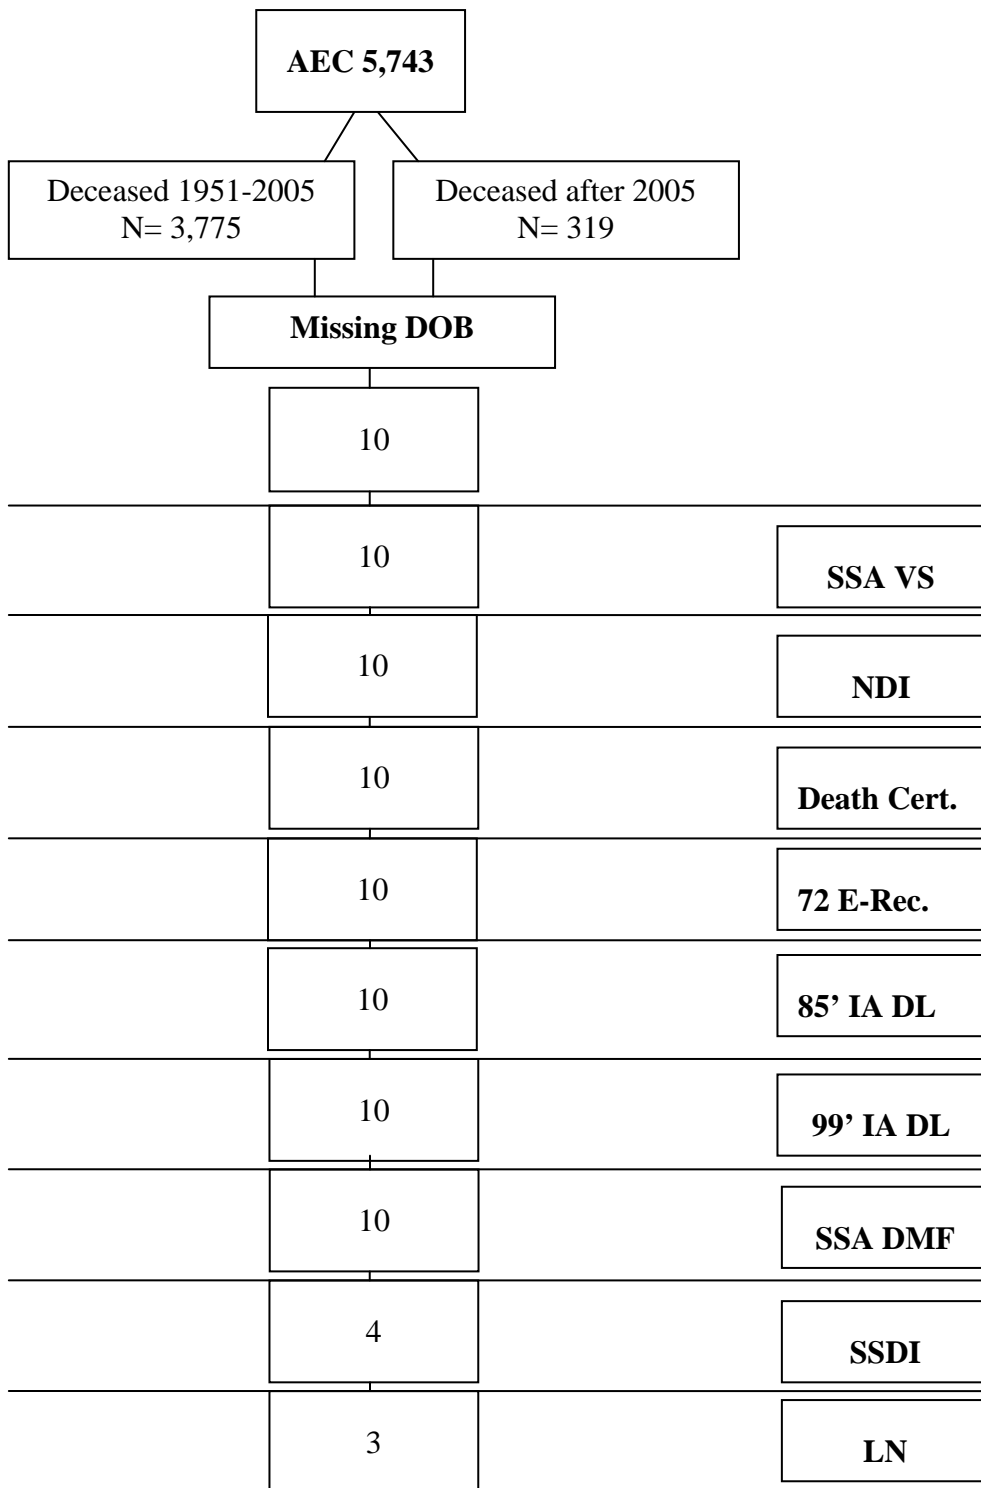 AEC 5,743
Deceased 1951-2005
N= 3,775
Deceased after 2005
N= 319
Missing DOB
10
10
SSA VS
10
NDI
10
Death Cert.
10
72 E-Rec.
10
85’ IA DL
10
99’ IA DL
10
SSA DMF
4
SSDI
3
LN